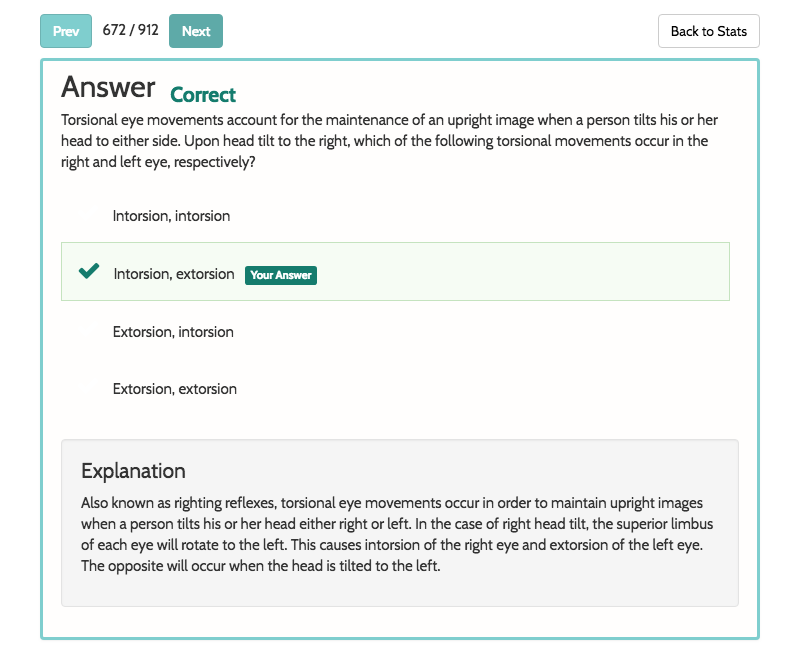 Prev 672 / 912 Next Back to Stats
Answer Correct
Torsional eye movements account for the maintenance of an upright image when a person tilts his or her
head to either side. Upon head tilt to the right, which of the following torsional movements occur in the
right and left eye, respectively?
Intorsion, intorsion
Intorsion, extorsion Your Answer
Extorsion, intorsion
Extorsion, extorsion
Explanation
Also known as righting reflexes, torsional eye movements occur in order to maintain upright images
when a person tilts his or her head either right or left. In the case of right head tilt, the superior limbus
of each eye will rotate to the left. This causes intorsion of the right eye and extorsion of the left eye.
The opposite will occur when the head is tilted to the left.